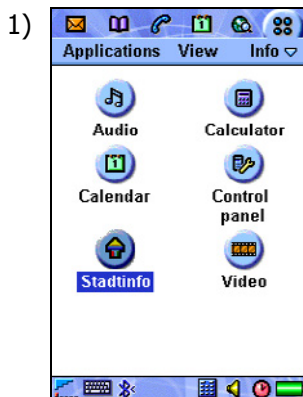 1)
Applications View Info
Audio Calculator
Calendar Control panel
Stadtinfo Video